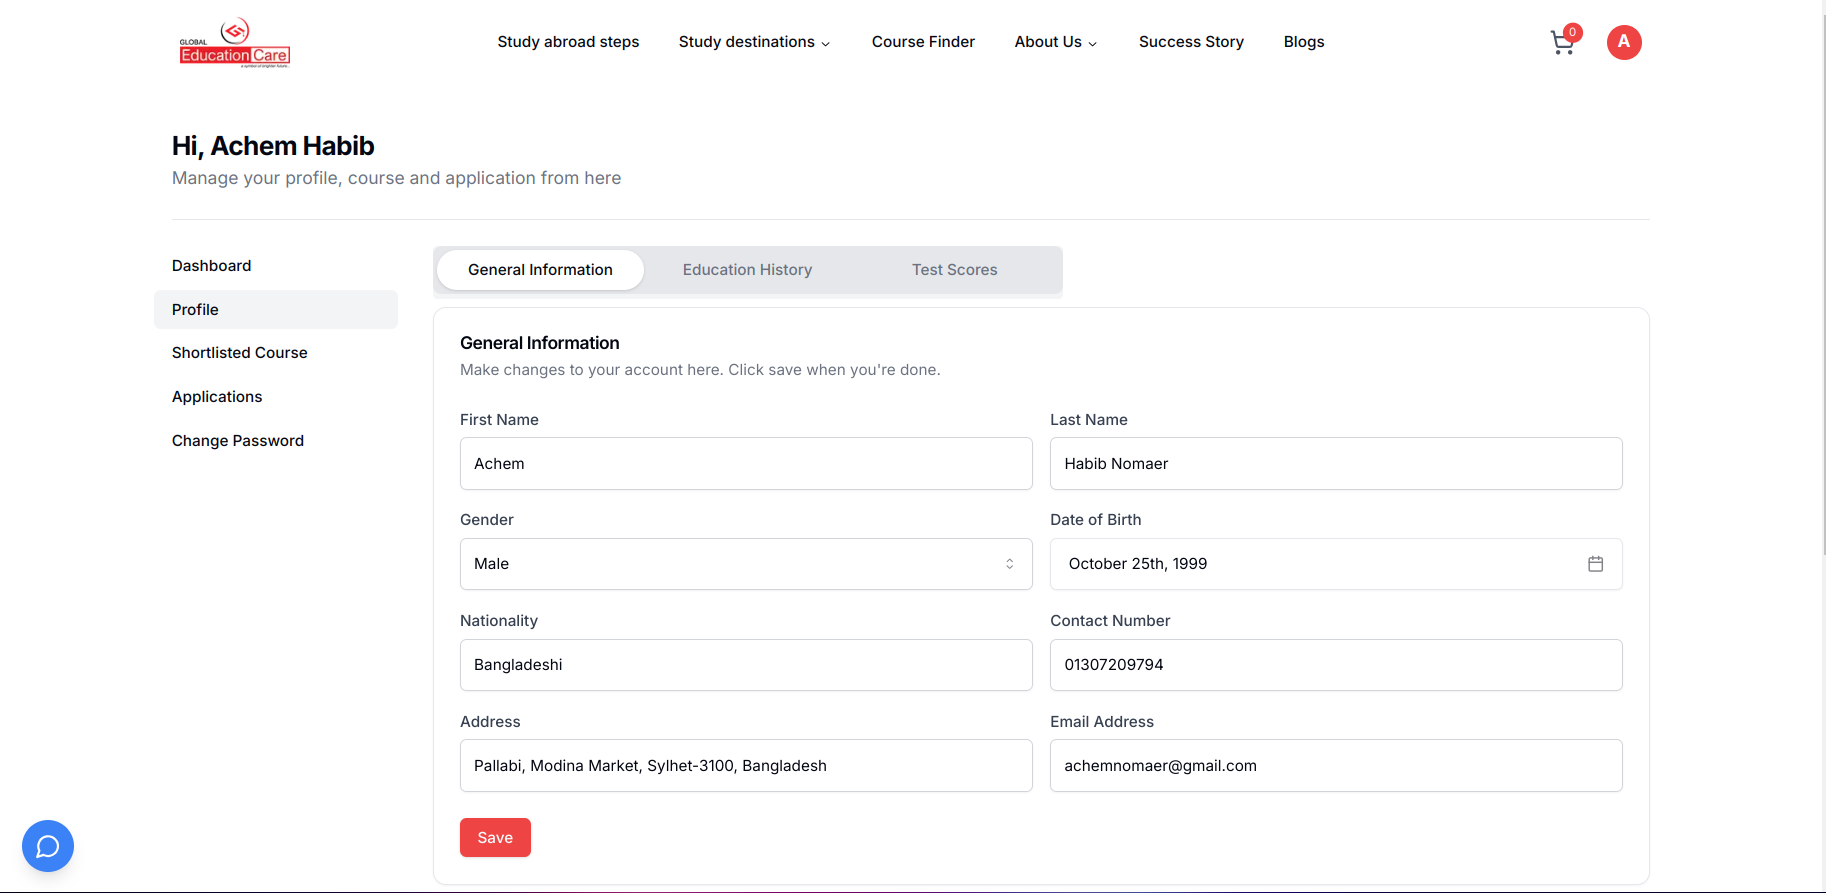 GLOBAL
Education Care
Study abroad steps
Study destinations
Course Finder
About Us
Success Story
Blogs
0
A
Hi, Achem Habib
Manage your profile, course and application from here
Dashboard
Profile
Shortlisted Course
Applications
Change Password
General Information
Education History
Test Scores
General Information
Make changes to your account here. Click save when you're done.
First Name
Last Name
Achem
Habib Nomaer
Gender
Date of Birth
Male
October 25th, 1999
Nationality
Contact Number
Bangladeshi
01307209794
Address
Email Address
Pallabi, Modina Market, Sylhet-3100, Bangladesh
achemnomaer@gmail.com
Save